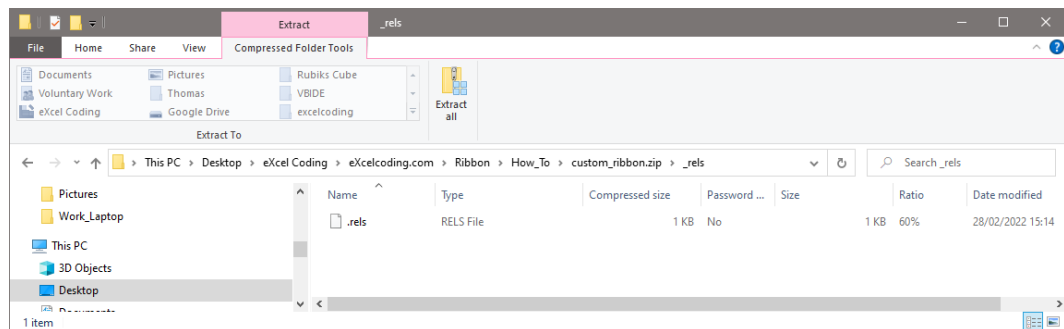 Extract _rels
File Home Share View Compressed Folder Tools
Documents Pictures Rubiks Cube
Voluntary Work Thomas VBIDE
eXcel Coding Google Drive excelcoding
Extract all
Extract To
This PC > Desktop > eXcel Coding > eXcelcoding.com > Ribbon > How_To > custom_ribbon.zip > _rels
Search _rels
Pictures
Work_Laptop
This PC
3D Objects
Desktop
Documents
Name Type Compressed size Password ... Size Ratio Date modified
.rels RELS File 1 KB No 1 KB 60% 28/02/2022 15:14
1 item